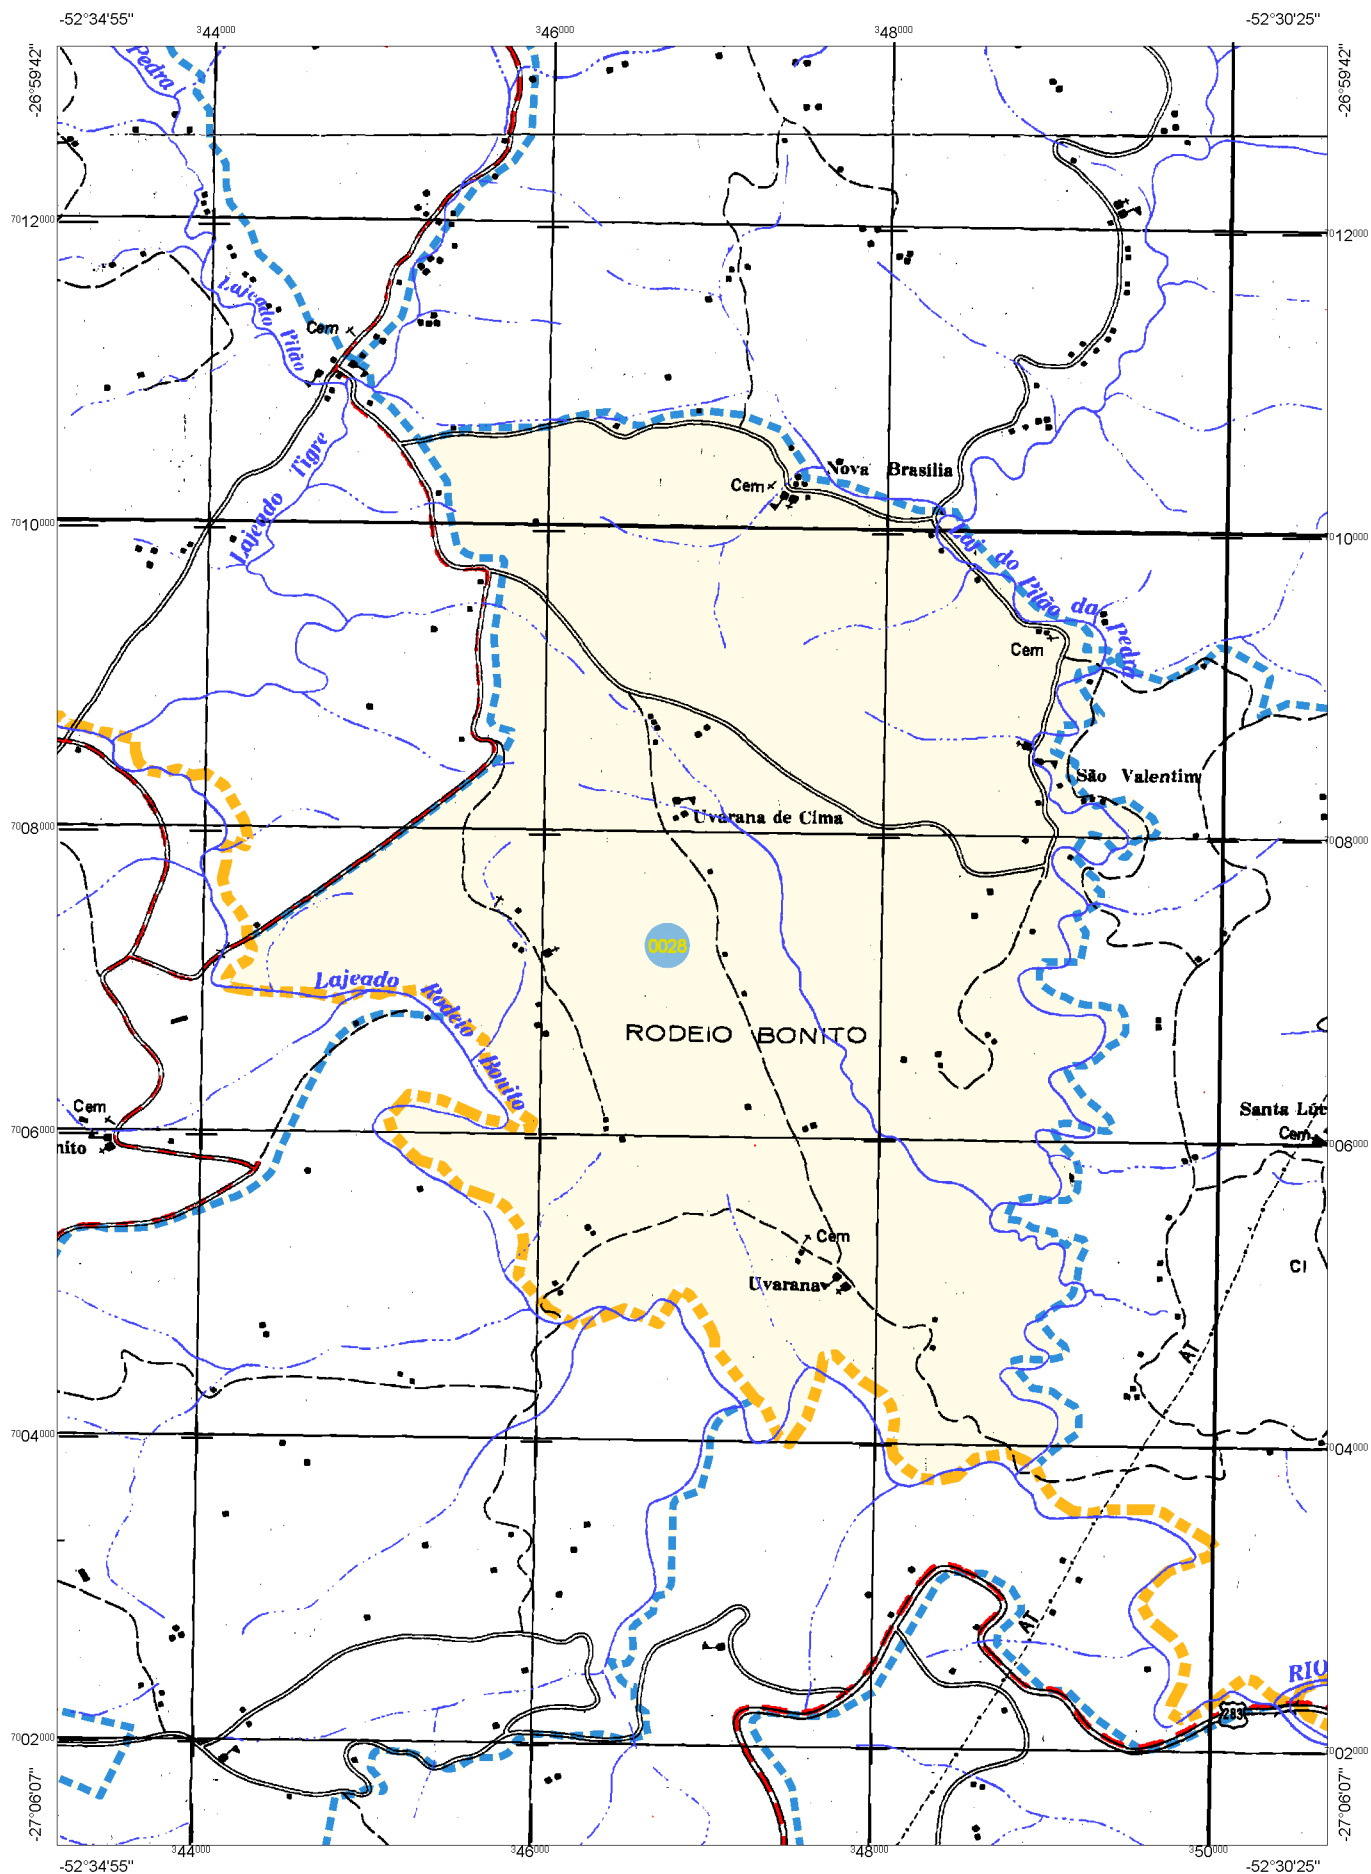 -52°34'55"
-52°30'25"
344000
346000
348000
-26°59'42"
-26°59'42"
Pedra
7012000
7012000
Lajeado Pilão
Cem
Lajeado Tigre
Nova Brasília
Cem
7010000
7010000
Laj do Pilão da Pedra
Cem
São Valentim
7008000
7008000
Uvarana de Cima
0028
Lajeado Rodeio Bonito
RODEIO BONITO
Cem
Santa Lúc
Cem
7006000
7006000
nito
Cem
CI
Uvarana
AT
7004000
7004000
AT
RIO
283
7002000
7002000
-27°06'07"
-27°06'07"
344000
346000
348000
350000
-52°34'55"
-52°30'25"